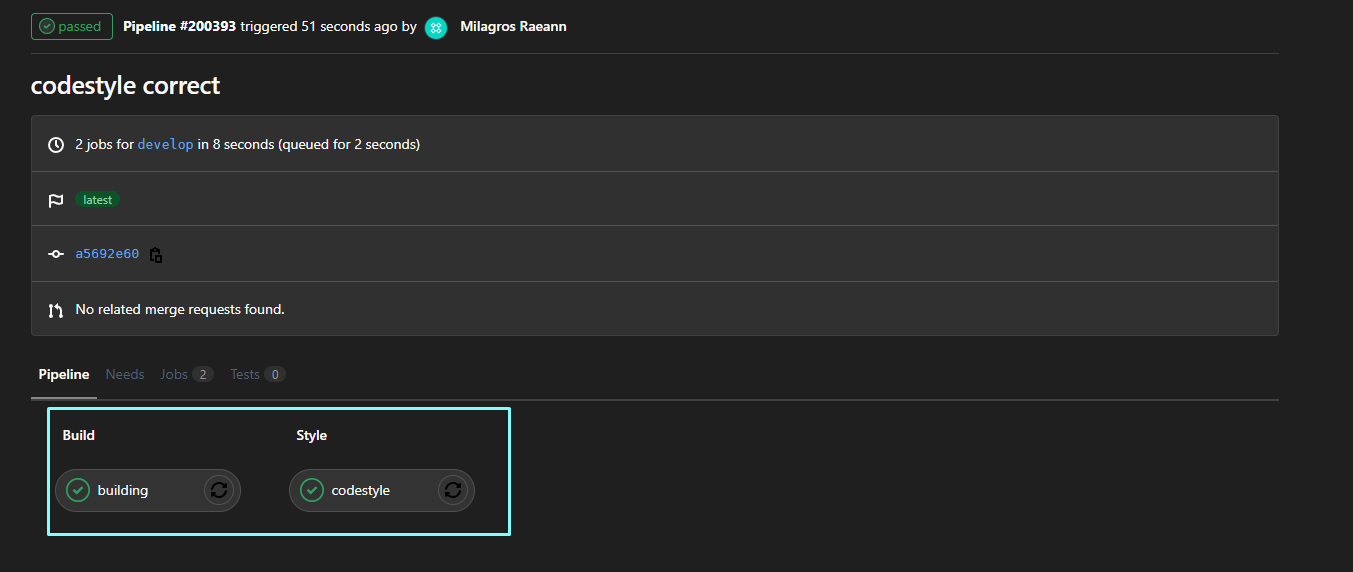 passed Pipeline #200393 triggered 51 seconds ago by Milagros Raeann
codestyle correct
2 jobs for develop in 8 seconds (queued for 2 seconds)
latest
a5692e60
No related merge requests found.
Pipeline Needs Jobs 2 Tests 0
Build Style
building codestyle